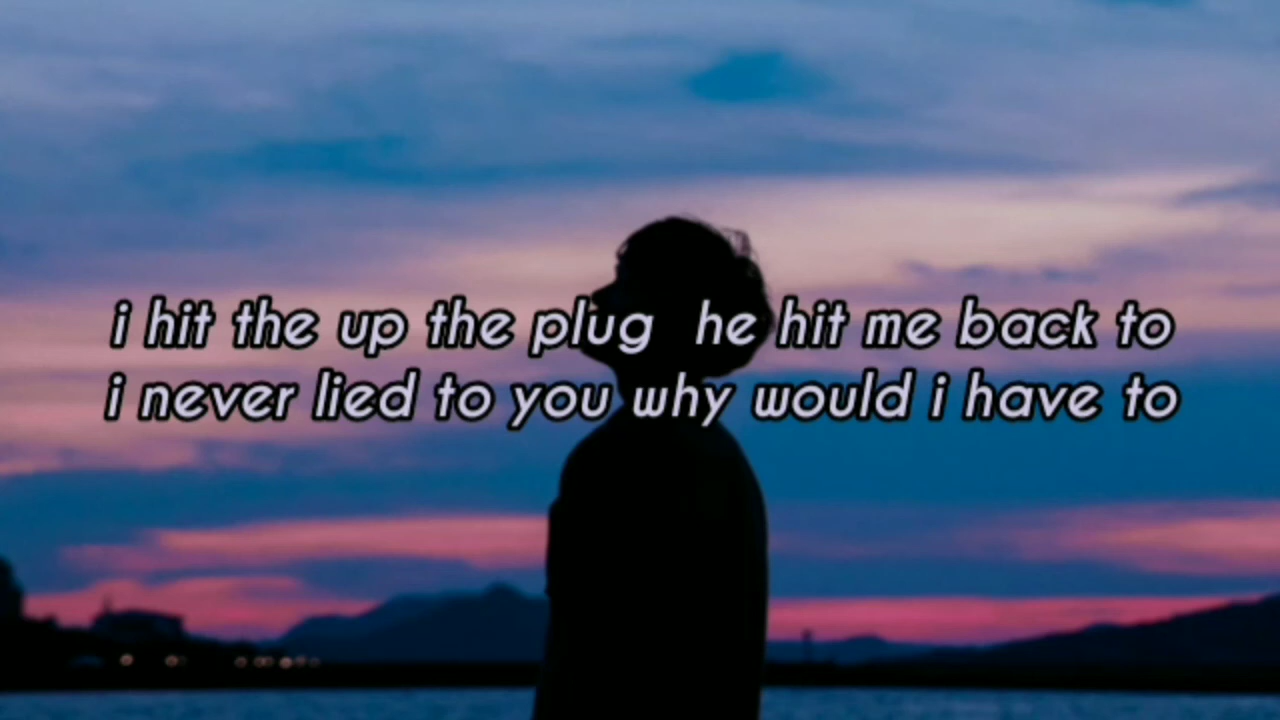 i hit the up the plug he hit me back to
i never lied to you why would i have to